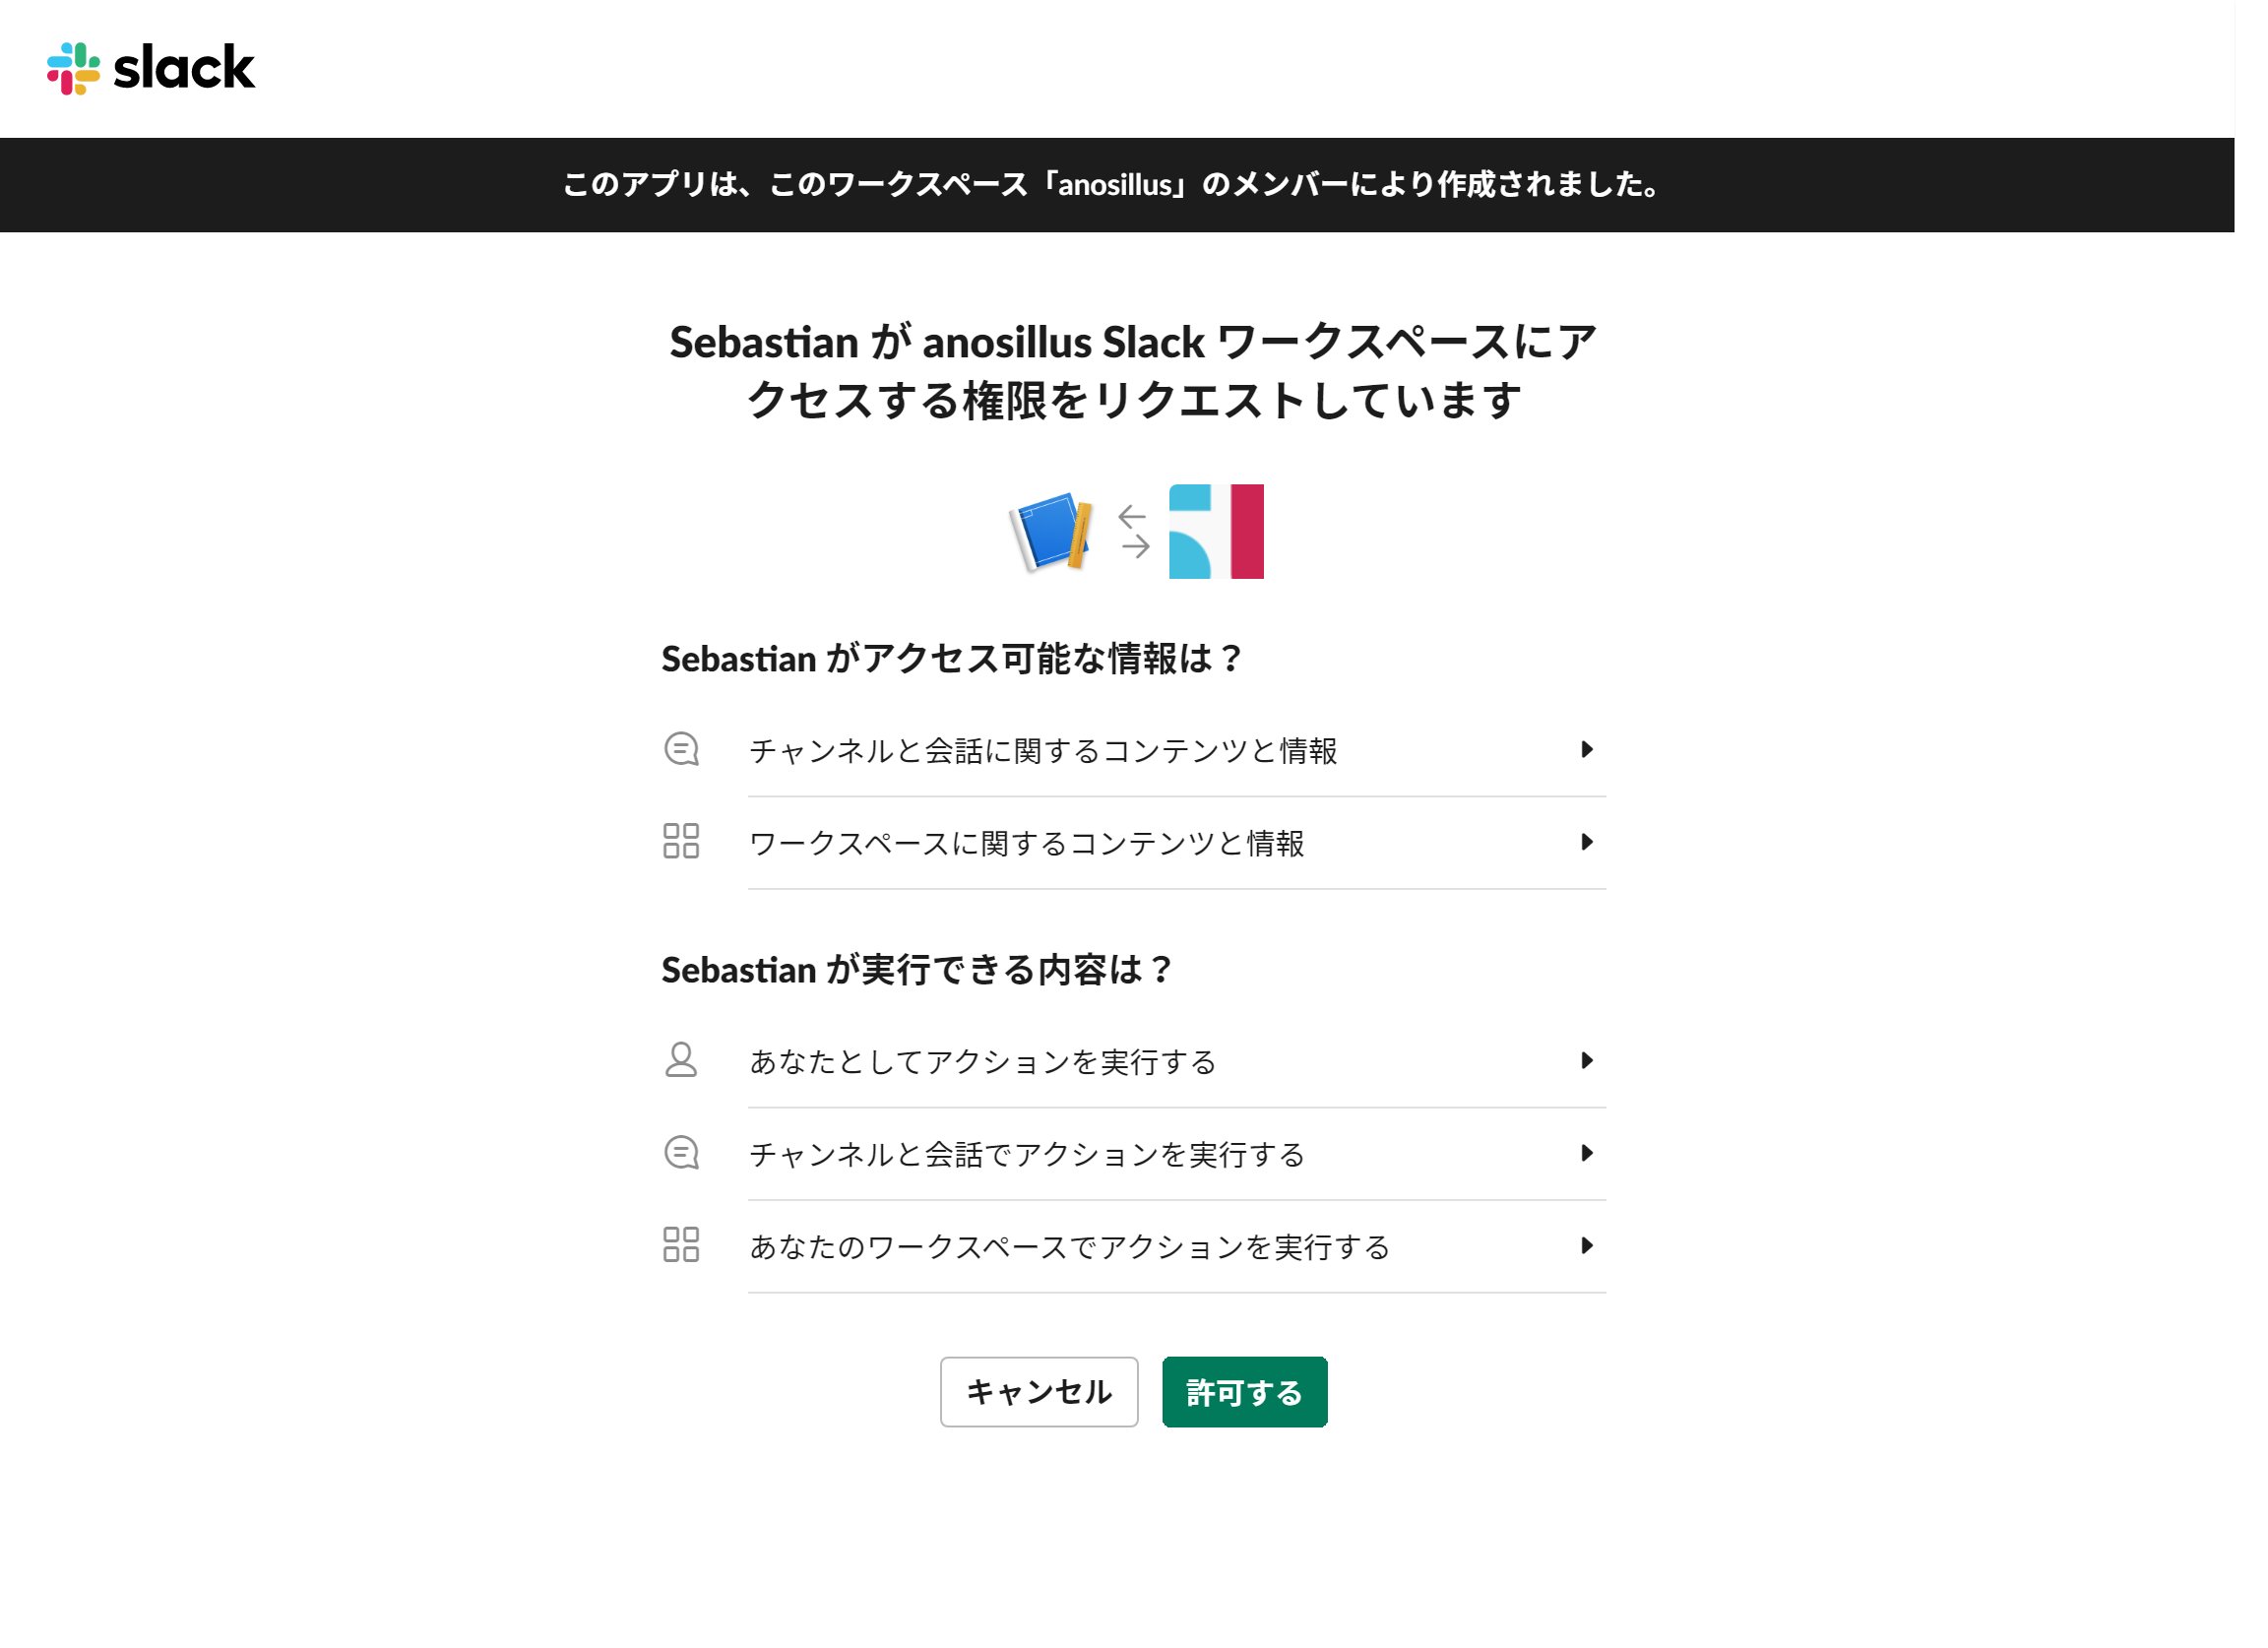 slack
このアプリは、このワークスペース「anosillus」のメンバーにより作成されました。
Sebastian が anosillus Slack ワークスペースにア
クセスする権限をリクエストしています
Sebastian がアクセス可能な情報は？
チャンネルと会話に関するコンテンツと情報
ワークスペースに関するコンテンツと情報
Sebastian が実行できる内容は？
あなたとしてアクションを実行する
チャンネルと会話でアクションを実行する
あなたのワークスペースでアクションを実行する
キャンセル 許可する